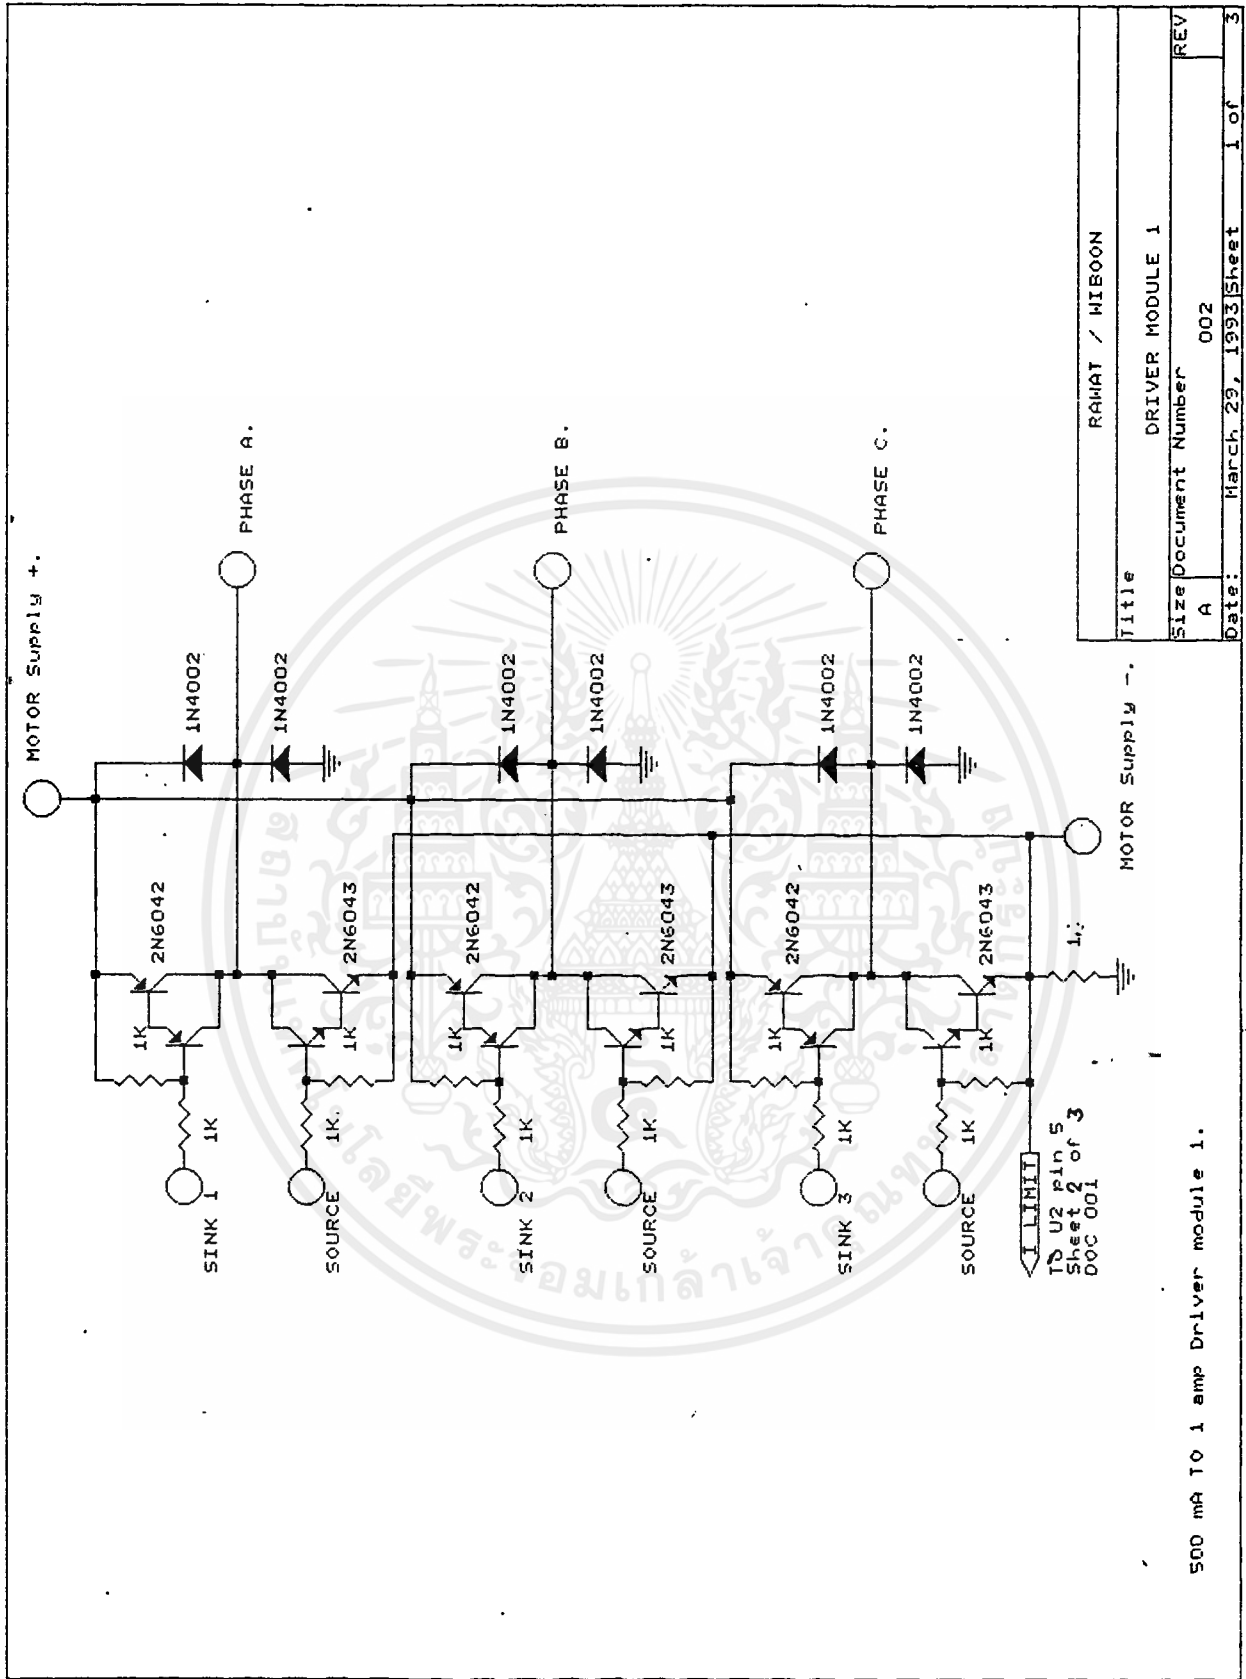 MOTOR Supply +.
1K
2N6042
1N4002
SINK 1
1K
1N4002
PHASE A.
1K
2N6043
SOURCE
1K.
1K
2N6042
1N4002
SINK 2
1K
1N4002
PHASE B.
1K
2N6043
SOURCE
1K
1K
2N6042
1N4002
SINK 3
1K
1N4002
PHASE C.
1K
2N6043
SOURCE
1K
I LIMIT
TO U2 pin 5
Sheet 2 of 3
DOC 001
MOTOR Supply -.
500 mA TO 1 amp Driver module 1.
RAWAT / WIBOON
Title
DRIVER MODULE 1
Size Document Number REV
A 002
Date: March 29, 1993 Sheet 1 of 3